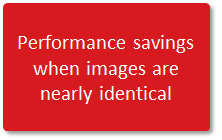 Performance savings
when images are
nearly identical